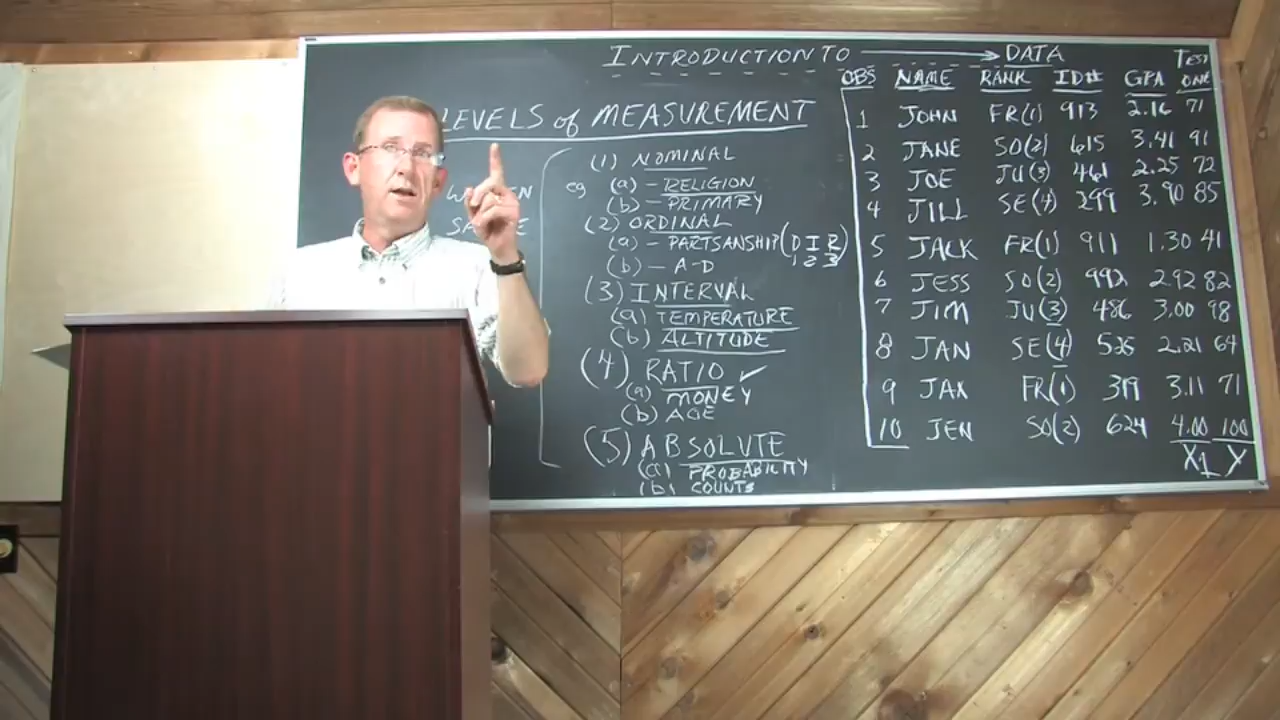 INTRODUCTION TO → DATA
LEVELS of MEASUREMENT
(1) NOMINAL
eg (a) - RELIGION
(b) - PRIMARY
(2) ORDINAL
(a) - PARTSANSHIP (D I R)
1 2 3
(b) - A-D
(3) INTERVAL
(a) TEMPERATURE
(b) ALTITUDE
(4) RATIO ✓
(a) MONEY
(b) AGE
(5) ABSOLUTE
(a) PROBABILITY
(b) COUNTS
OBS NAME RANK ID# GPA TEST ONE
1 JOHN FR(1) 913 2.16 71
2 JANE SO(2) 615 3.41 91
3 JOE JU(3) 461 2.25 72
4 JILL SE(4) 299 3.90 85
5 JACK FR(1) 911 1.30 41
6 JESS SO(2) 992 2.92 82
7 JIM JU(3) 486 3.00 98
8 JAN SE(4) 525 2.21 64
9 JAX FR(1) 3.11 71
10 JEN SO(2) 624 4.00 100
X1 Y